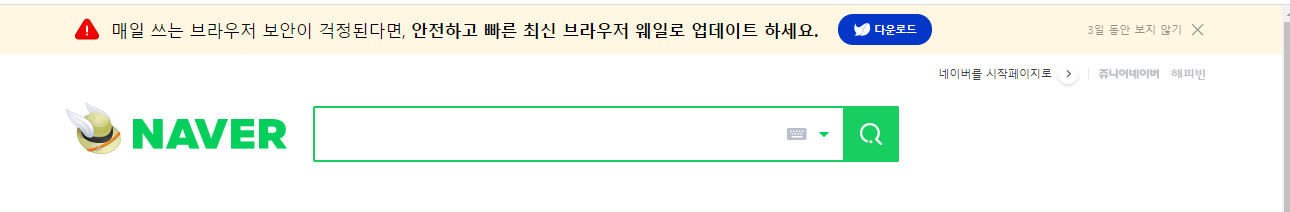 매일 쓰는 브라우저 보안이 걱정된다면, 안전하고 빠른 최신 브라우저 웨일로 업데이트 하세요. 다운로드 3일 동안 보지 않기
네이버를 시작페이지로 쥬니어네이버 해피빈
NAVER